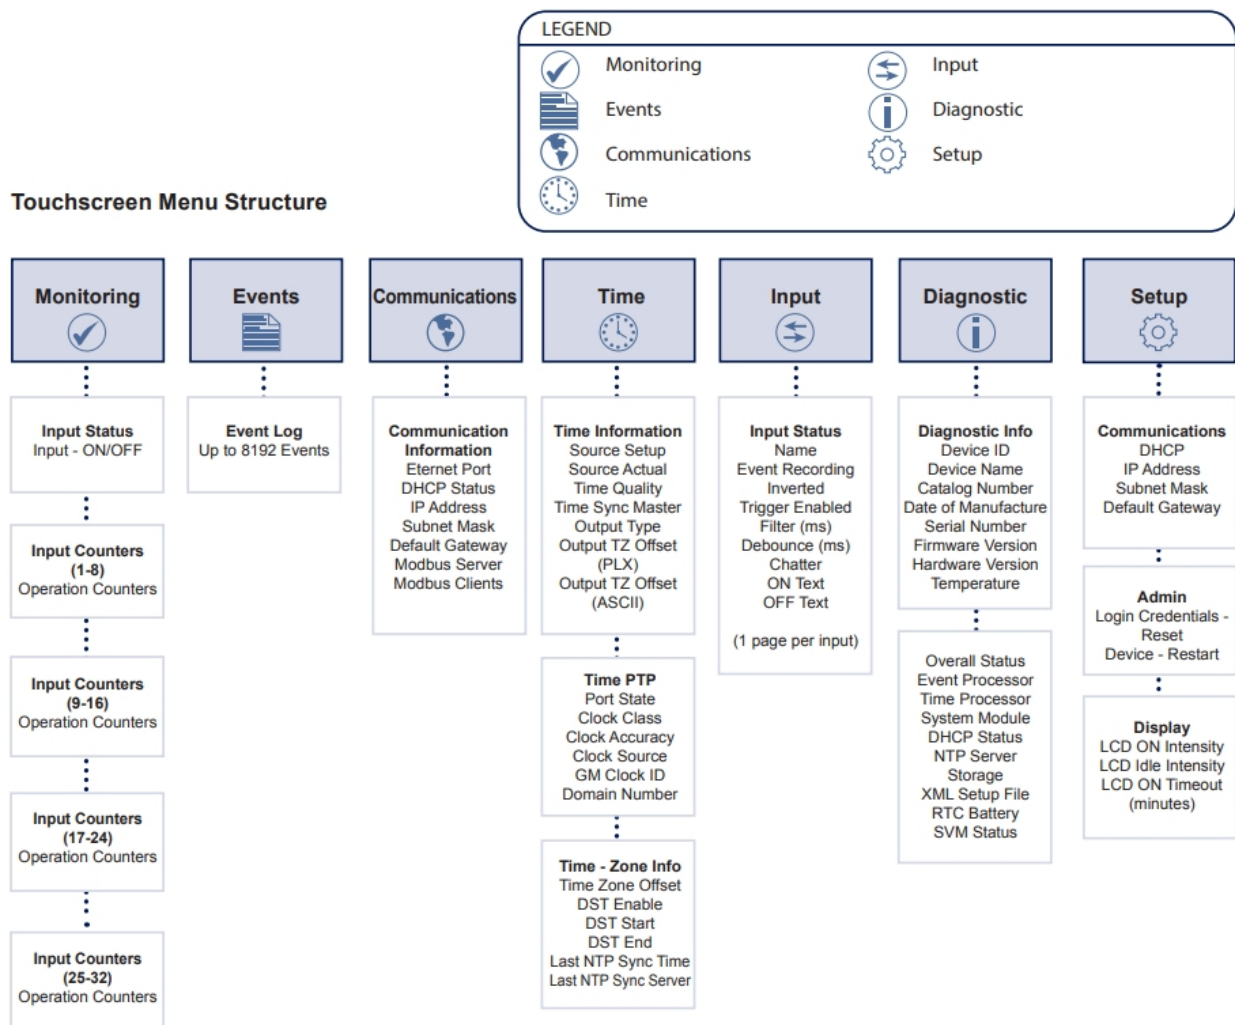 LEGEND
Monitoring
Events
Communications
Time
Input
Diagnostic
Setup
Touchscreen Menu Structure
Monitoring
Input Status
Input - ON/OFF
Input Counters
(1-8)
Operation Counters
Input Counters
(9-16)
Operation Counters
Input Counters
(17-24)
Operation Counters
Input Counters
(25-32)
Operation Counters
Events
Event Log
Up to 8192 Events
Communications
Communication
Information
Eternet Port
DHCP Status
IP Address
Subnet Mask
Default Gateway
Modbus Server
Modbus Clients
Time
Time Information
Source Setup
Source Actual
Time Quality
Time Sync Master
Output Type
Output TZ Offset
(PLX)
Output TZ Offset
(ASCII)
Time PTP
Port State
Clock Class
Clock Accuracy
Clock Source
GM Clock ID
Domain Number
Time - Zone Info
Time Zone Offset
DST Enable
DST Start
DST End
Last NTP Sync Time
Last NTP Sync Server
Input
Input Status
Name
Event Recording
Inverted
Trigger Enabled
Filter (ms)
Debounce (ms)
Chatter
ON Text
OFF Text
(1 page per input)
Diagnostic
Diagnostic Info
Device ID
Device Name
Catalog Number
Date of Manufacture
Serial Number
Firmware Version
Hardware Version
Temperature
Overall Status
Event Processor
Time Processor
System Module
DHCP Status
NTP Server
Storage
XML Setup File
RTC Battery
SVM Status
Setup
Communications
DHCP
IP Address
Subnet Mask
Default Gateway
Admin
Login Credentials -
Reset
Device - Restart
Display
LCD ON Intensity
LCD Idle Intensity
LCD ON Timeout
(minutes)